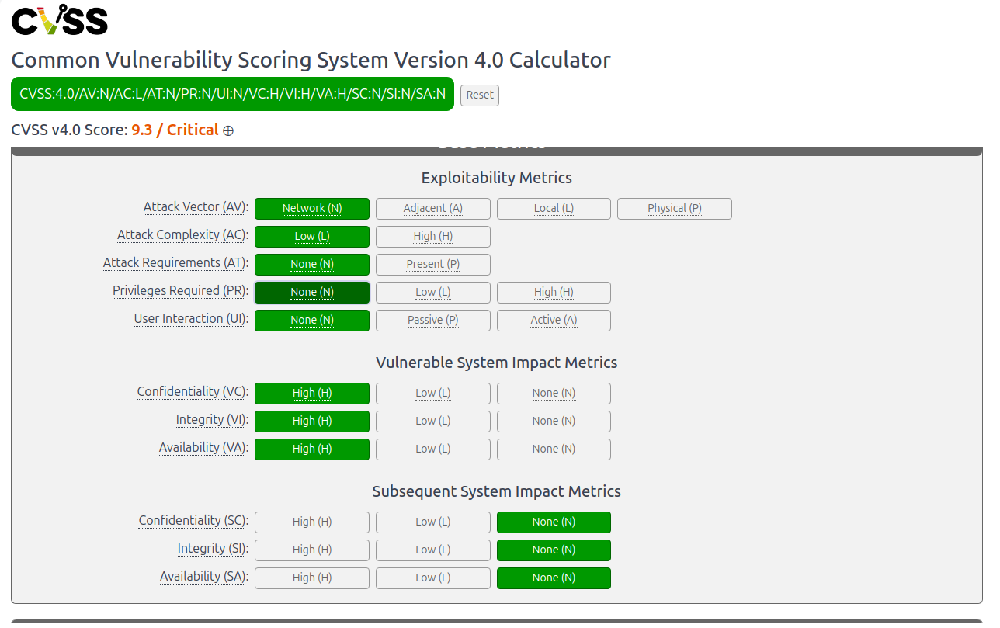 CVSS
Common Vulnerability Scoring System Version 4.0 Calculator
CVSS:4.0/AV:N/AC:L/AT:N/PR:N/UI:N/VC:H/VI:H/VA:H/SC:N/SI:N/SA:N Reset
CVSS v4.0 Score: 9.3 / Critical ⊕
Exploitability Metrics
Attack Vector (AV): Network (N) Adjacent (A) Local (L) Physical (P)
Attack Complexity (AC): Low (L) High (H)
Attack Requirements (AT): None (N) Present (P)
Privileges Required (PR): None (N) Low (L) High (H)
User Interaction (UI): None (N) Passive (P) Active (A)
Vulnerable System Impact Metrics
Confidentiality (VC): High (H) Low (L) None (N)
Integrity (VI): High (H) Low (L) None (N)
Availability (VA): High (H) Low (L) None (N)
Subsequent System Impact Metrics
Confidentiality (SC): High (H) Low (L) None (N)
Integrity (SI): High (H) Low (L) None (N)
Availability (SA): High (H) Low (L) None (N)